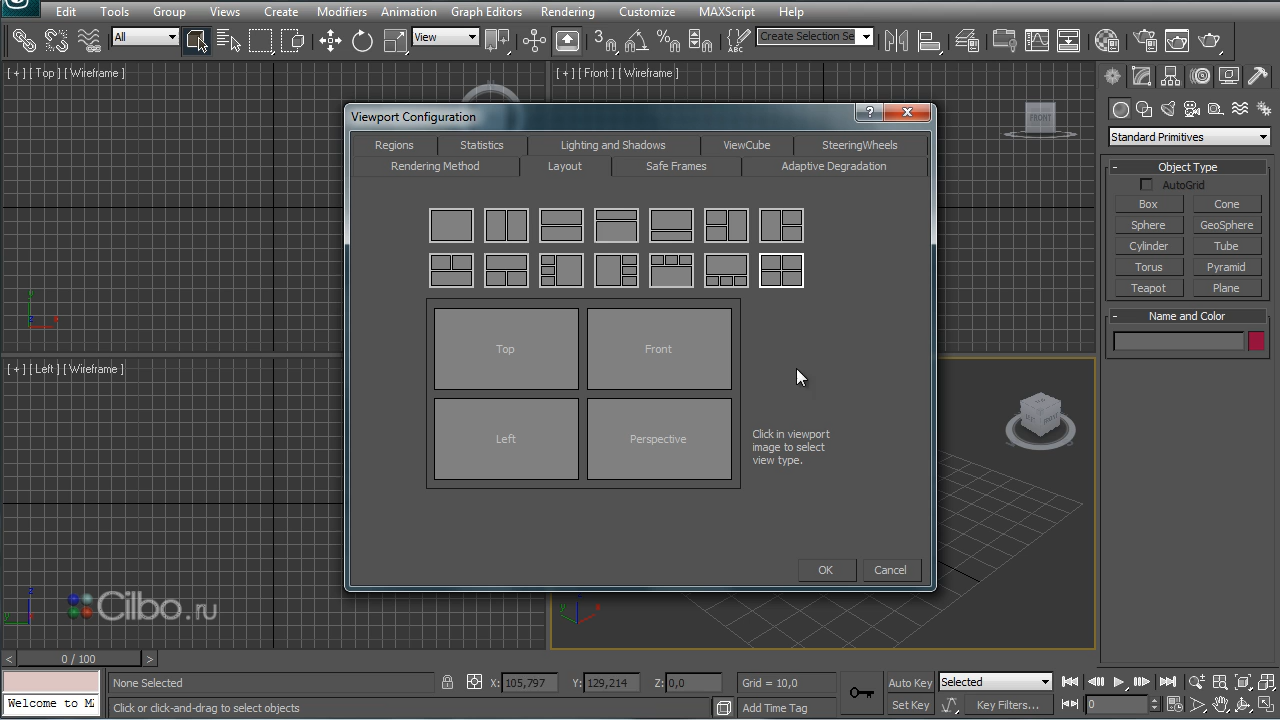 Edit Tools Group Views Create Modifiers Animation Graph Editors Rendering Customize MAXScript Help
All View 3 Create Selection Se
[ + ] [ Top ] [ Wireframe ] [ + ] [ Front ] [ Wireframe ]
FRONT
Standard Primitives
- Object Type
AutoGrid
Box Cone
Sphere GeoSphere
Cylinder Tube
Torus Pyramid
Teapot Plane
- Name and Color
Viewport Configuration
Regions Statistics Lighting and Shadows ViewCube SteeringWheels
Rendering Method Layout Safe Frames Adaptive Degradation
Top Front
Left Perspective
Click in viewport
image to select
view type.
OK Cancel
[ + ] [ Left ] [ Wireframe ]
y z x
z y
y x
Cilbo.ru
< 0 / 100 >
None Selected X: 105,797 Y: 129,214 Z: 0,0 Grid = 10,0 Auto Key Selected
Welcome to M
Click or click-and-drag to select objects Add Time Tag Set Key Key Filters... 0